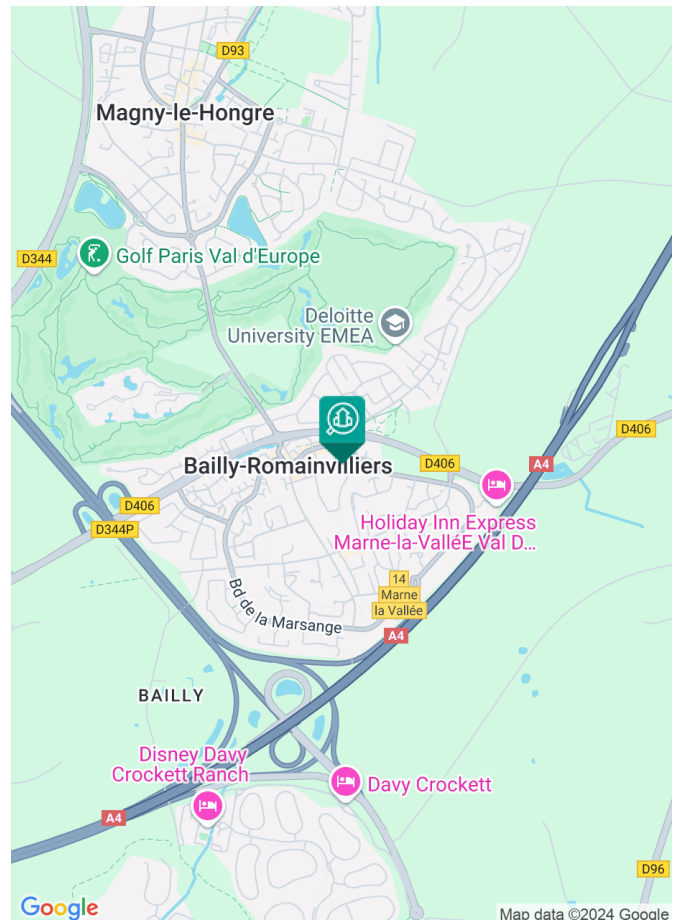 D93
Magny-le-Hongre
D344
Golf Paris Val d'Europe
Deloitte
University EMEA
D406
Bailly-Romainvilliers
D406
A4
D406
D344P
Holiday Inn Express
Marne-la-ValléE Val D...
14
Marne
la Vallée
Bd de la Marsange
A4
BAILLY
Disney Davy
Crockett Ranch
Davy Crockett
A4
D96
Google
Map data ©2024 Google